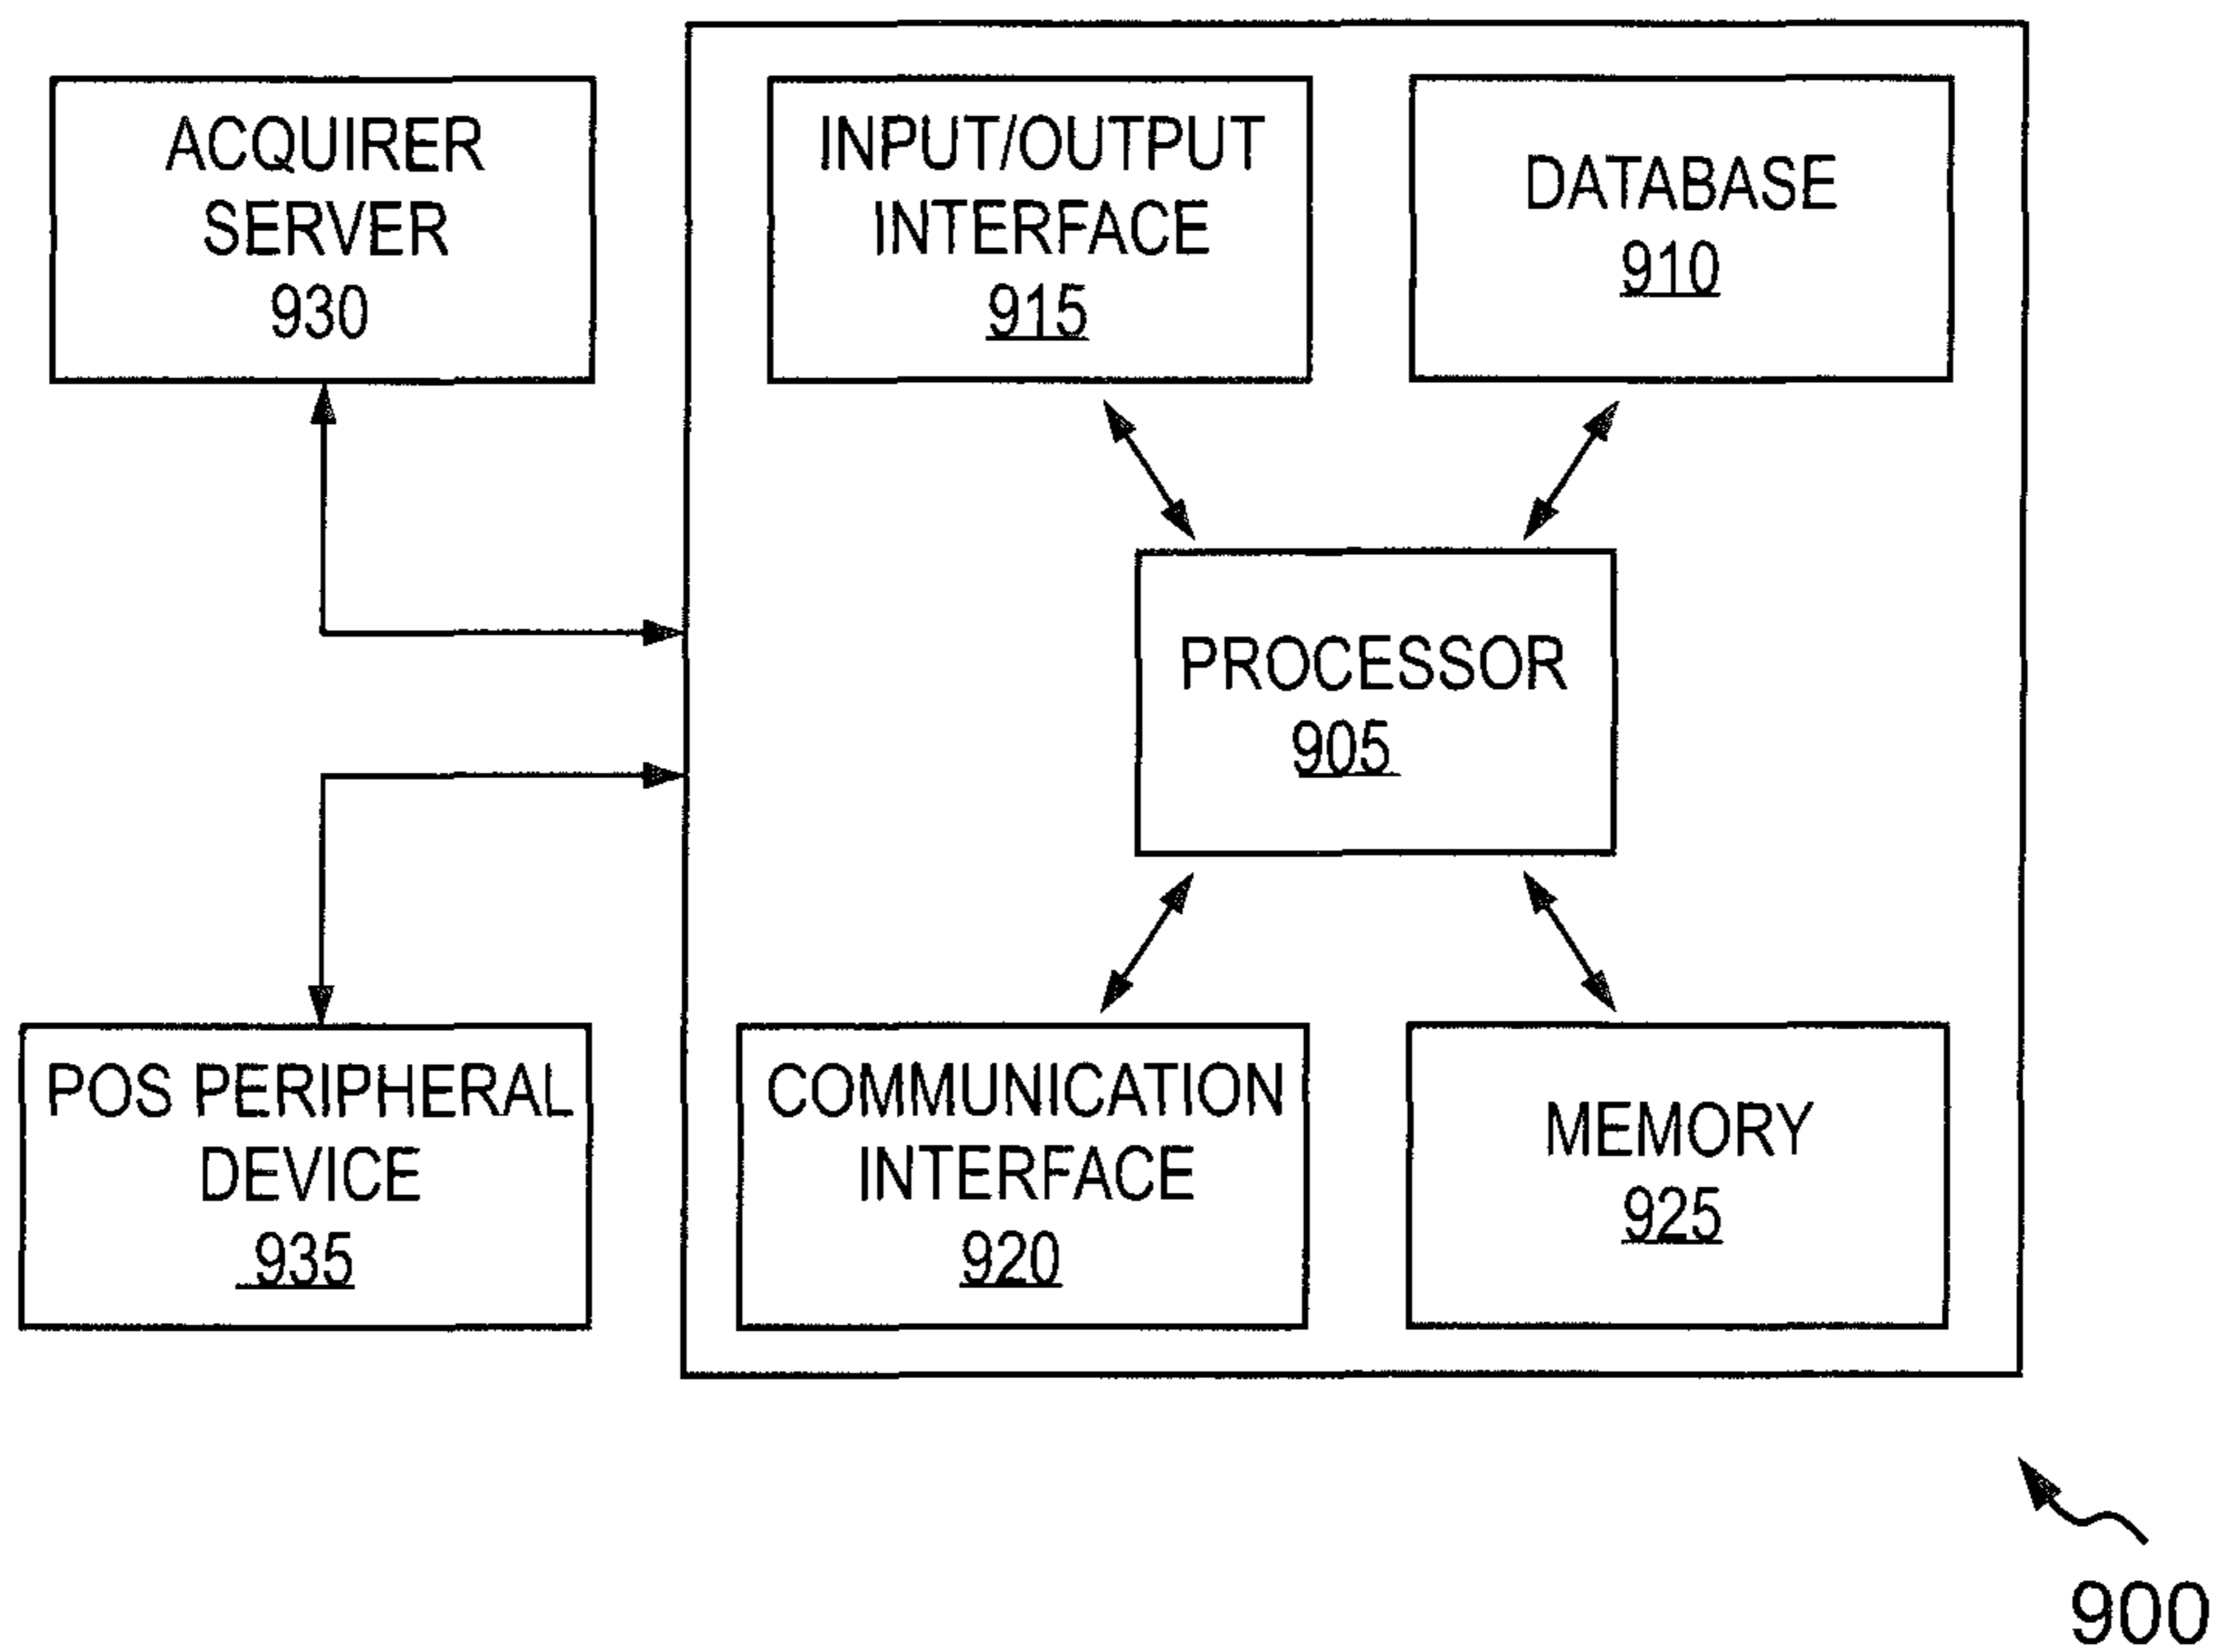 ACQUIRER
SERVER
930
INPUT/OUTPUT
INTERFACE
915
DATABASE
910
PROCESSOR
905
POS PERIPHERAL
DEVICE
935
COMMUNICATION
INTERFACE
920
MEMORY
925
900